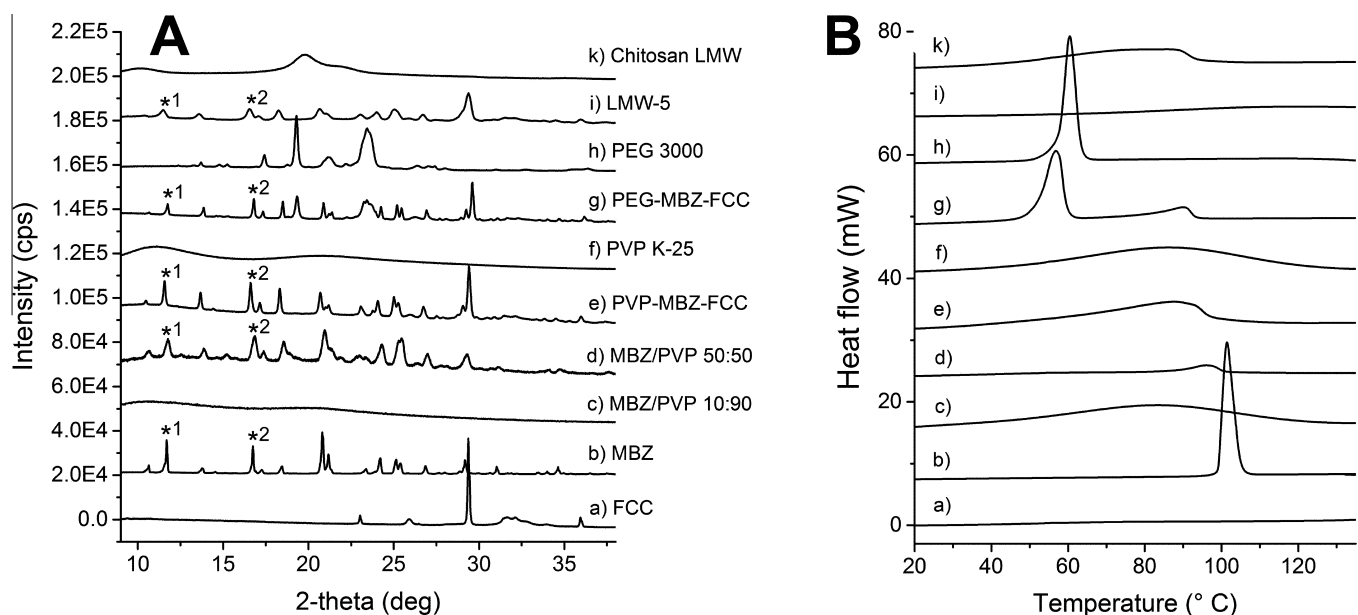 A
Intensity (cps)
2.2E5
2.0E5
1.8E5
1.6E5
1.4E5
1.2E5
1.0E5
8.0E4
6.0E4
4.0E4
2.0E4
0.0
k) Chitosan LMW
*1 *2 i) LMW-5
h) PEG 3000
*1 *2 g) PEG-MBZ-FCC
f) PVP K-25
*1 *2 e) PVP-MBZ-FCC
*1 *2 d) MBZ/PVP 50:50
c) MBZ/PVP 10:90
*1 *2 b) MBZ
a) FCC
10 15 20 25 30 35
2-theta (deg)
B
Heat flow (mW)
80
60
40
20
0
k)
i)
h)
g)
f)
e)
d)
c)
b)
a)
20 40 60 80 100 120
Temperature (° C)